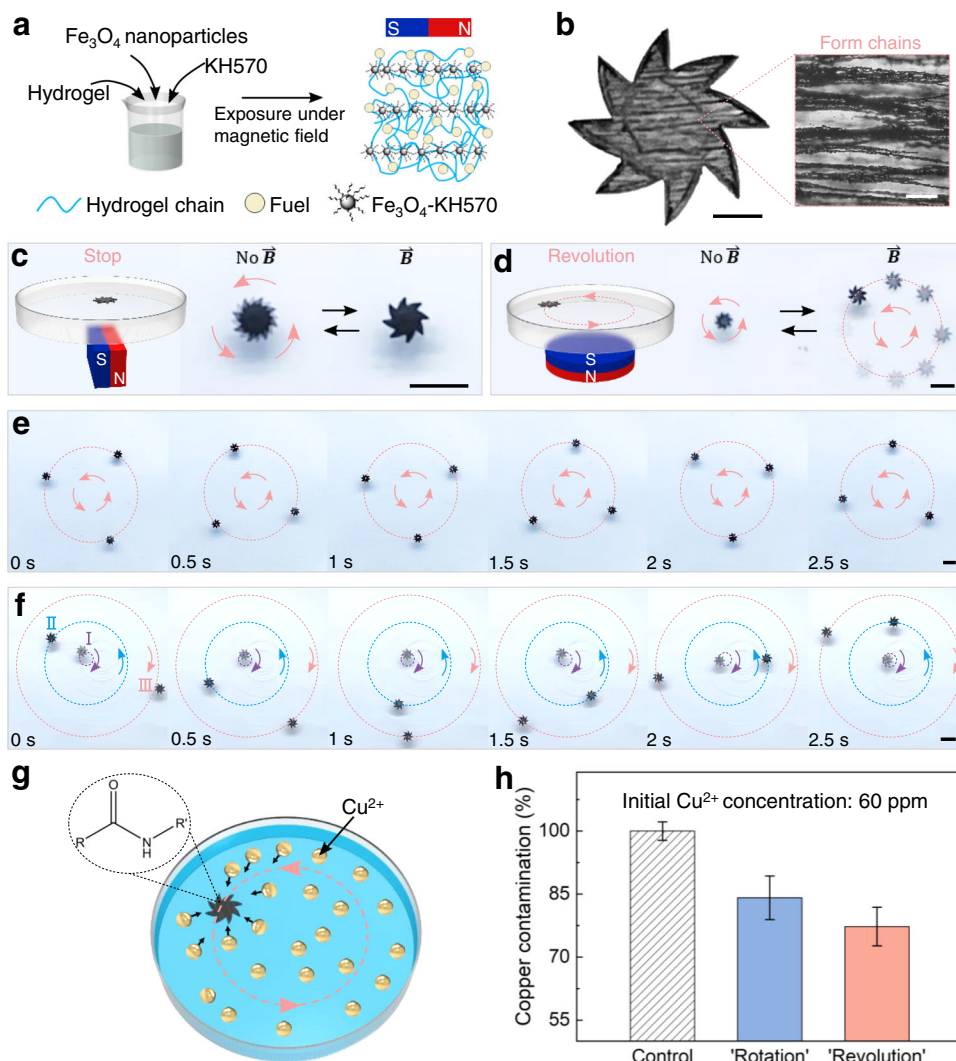 a
Fe₃O₄ nanoparticles
KH570
Hydrogel
Exposure under
magnetic field
S N
Hydrogel chain
Fuel
Fe₃O₄-KH570
b
Form chains
c
Stop
No B⃗
B⃗
S
N
d
Revolution
No B⃗
B⃗
S
N
e
0 s
0.5 s
1 s
1.5 s
2 s
2.5 s
f
II
I
III
0 s
0.5 s
1 s
1.5 s
2 s
2.5 s
g
O
R
N
H
R'
Cu²⁺
h
Initial Cu²⁺ concentration: 60 ppm
Copper contamination (%)
100
85
70
55
Control
'Rotation'
'Revolution'